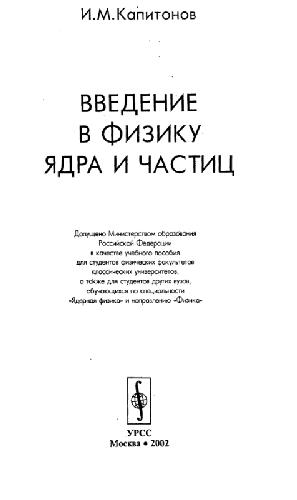 И.М.Капитонов
ВВЕДЕНИЕ
В ФИЗИКУ
ЯДРА И ЧАСТИЦ
Допущено Министерством образования
Российской Федерации
в качестве учебного пособия
для студентов физических факультетов
классических университетов,
а также для студентов других вузов,
обучающихся по специальности
«Ядерная физика» и направлению «Физика»
УРСС
Москва • 2002